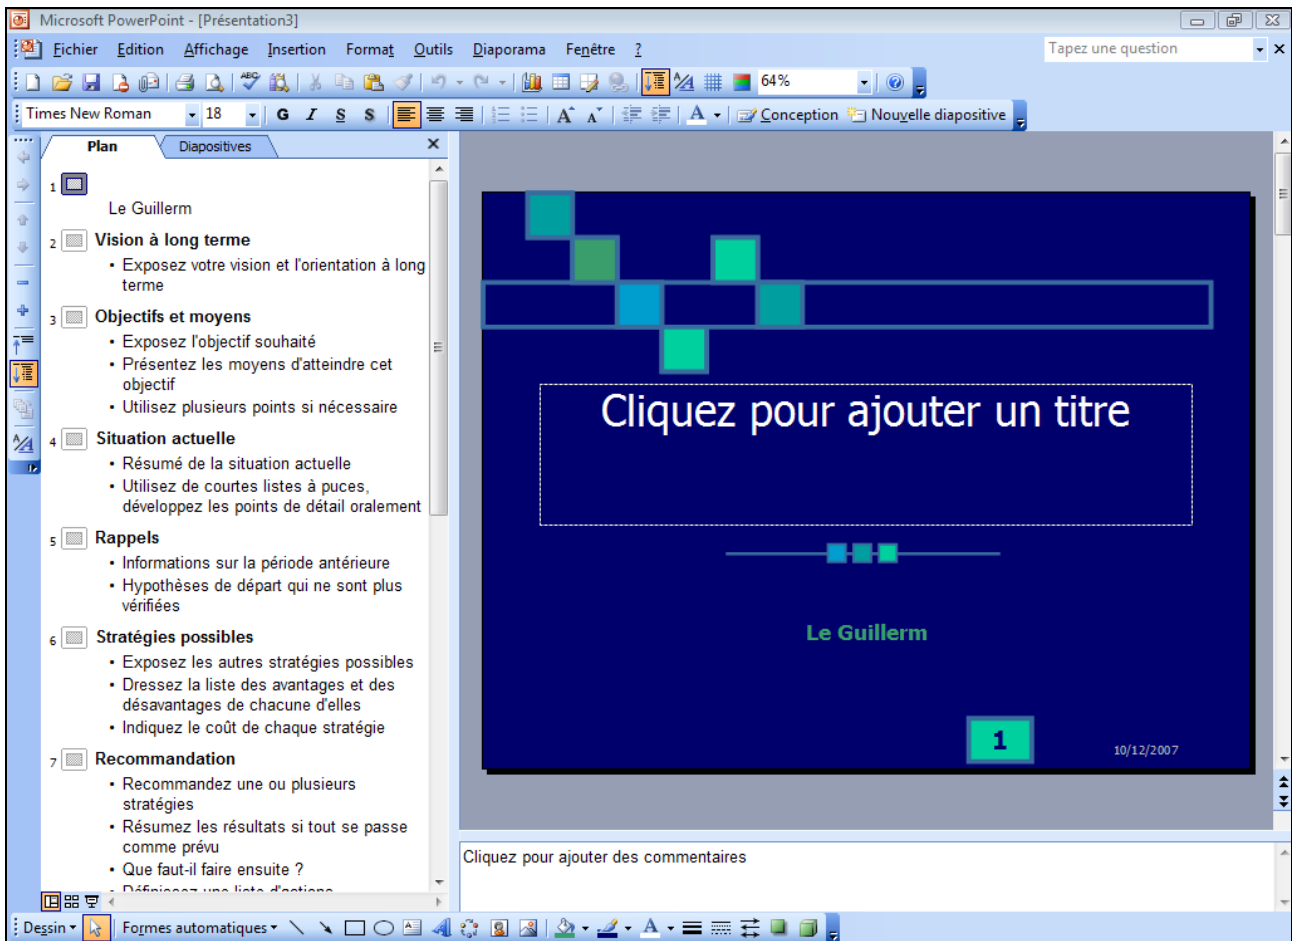 Microsoft PowerPoint - [Présentation3]
Fichier Edition Affichage Insertion Format Outils Diaporama Fenêtre ? Tapez une question
64%
Times New Roman 18 G I S S Conception Nouvelle diapositive
Plan Diapositives
1
Le Guillerm
2 Vision à long terme
• Exposez votre vision et l'orientation à long
terme
3 Objectifs et moyens
• Exposez l'objectif souhaité
• Présentez les moyens d'atteindre cet
objectif
• Utilisez plusieurs points si nécessaire
4 Situation actuelle
• Résumé de la situation actuelle
• Utilisez de courtes listes à puces,
développez les points de détail oralement
5 Rappels
• Informations sur la période antérieure
• Hypothèses de départ qui ne sont plus
vérifiées
6 Stratégies possibles
• Exposez les autres stratégies possibles
• Dressez la liste des avantages et des
désavantages de chacune d'elles
• Indiquez le coût de chaque stratégie
7 Recommandation
• Recommandez une ou plusieurs
stratégies
• Résumez les résultats si tout se passe
comme prévu
• Que faut-il faire ensuite ?
• Définissez une liste d'actions
Cliquez pour ajouter un titre
Le Guillerm
1
10/12/2007
Cliquez pour ajouter des commentaires
Dessin Formes automatiques